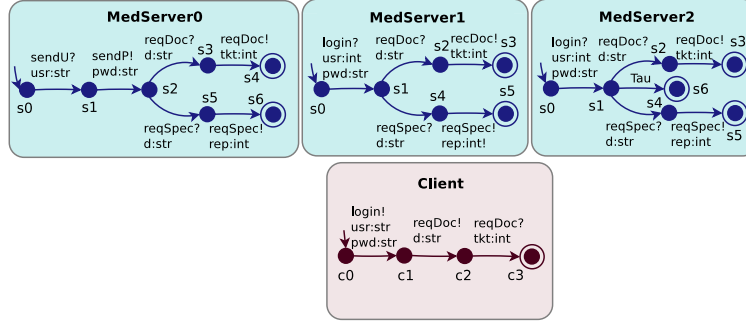 MedServer0
sendU?
usr:str
sendP!
pwd:str
reqDoc?
d:str
reqDoc!
tkt:int
s0
s1
s2
s3
s4
s5
s6
reqSpec?
d:str
reqSpec!
rep:int
MedServer1
login?
usr:int
pwd:str
reqDoc?
d:str
recDoc!
tkt:int
s0
s1
s2
s3
s4
s5
reqSpec?
d:str
reqSpec!
rep:int!
MedServer2
login?
usr:int
pwd:str
reqDoc?
d:str
reqDoc!
tkt:int
Tau
s0
s1
s2
s3
s6
s4
s5
reqSpec?
d:str
reqSpec!
rep:int
Client
login!
usr:str
pwd:str
reqDoc!
d:str
reqDoc?
tkt:int
c0
c1
c2
c3